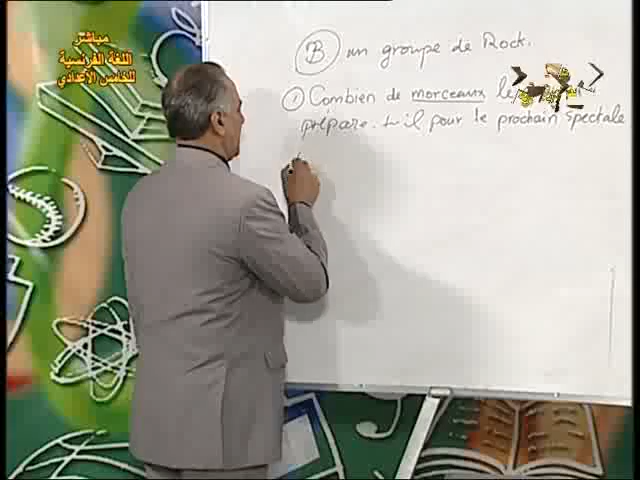 مباشر
اللغة الفرنسية
للخامس الاعدادي
B un groupe de Rock.
1 Combien de morceaux le
prépare-t-il pour le prochain spectale